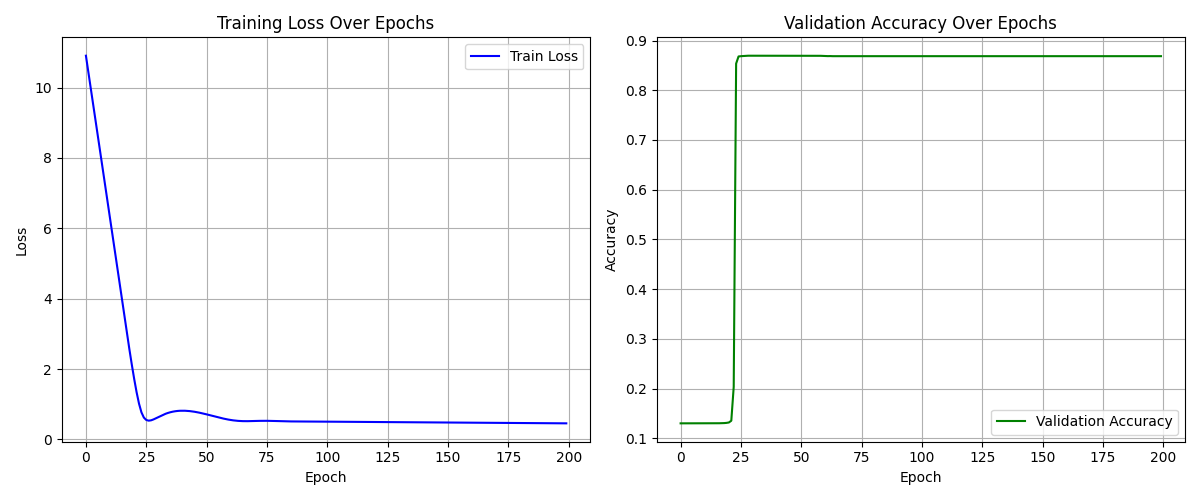 Training Loss Over Epochs
Train Loss
10
8
6
4
2
0
Loss
0 25 50 75 100 125 150 175 200
Epoch
Validation Accuracy Over Epochs
0.9
0.8
0.7
0.6
0.5
0.4
0.3
0.2
0.1
Accuracy
Validation Accuracy
0 25 50 75 100 125 150 175 200
Epoch